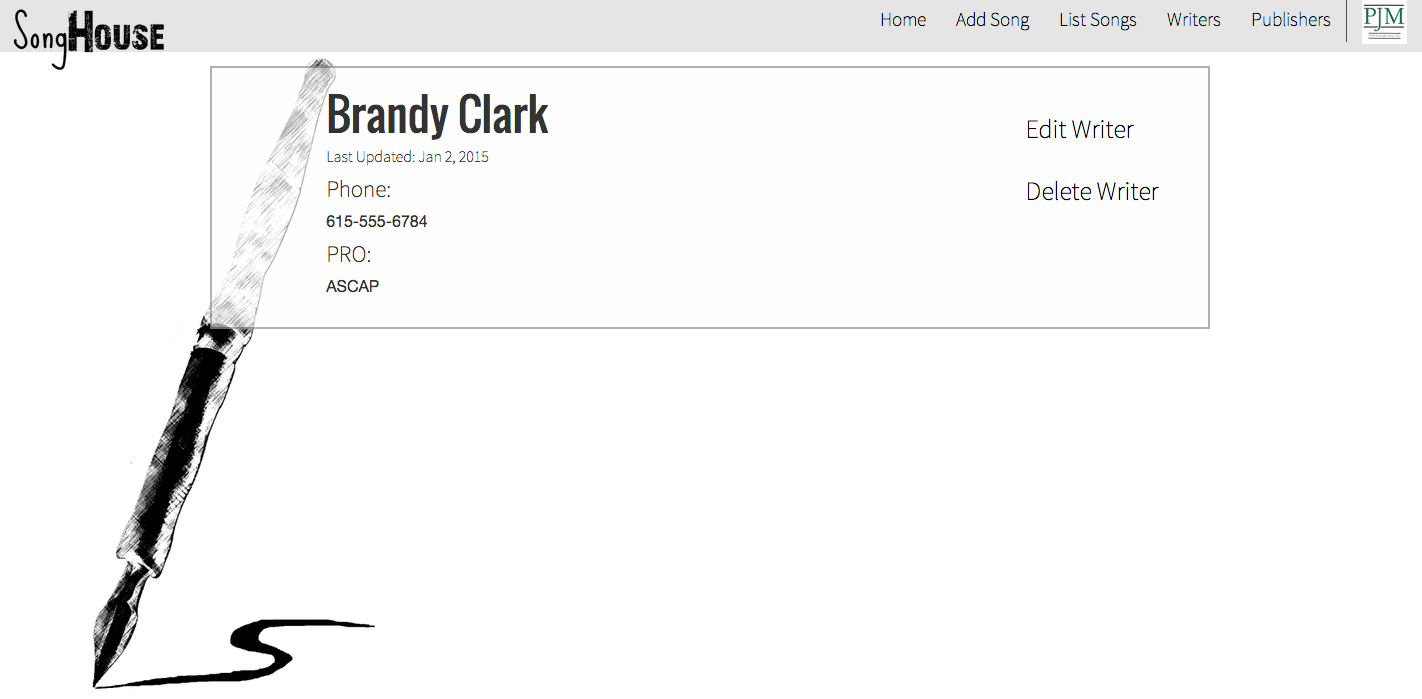 SongHOUSE
Home Add Song List Songs Writers Publishers
PJM
Brandy Clark
Last Updated: Jan 2, 2015
Phone:
615-555-6784
PRO:
ASCAP
Edit Writer
Delete Writer